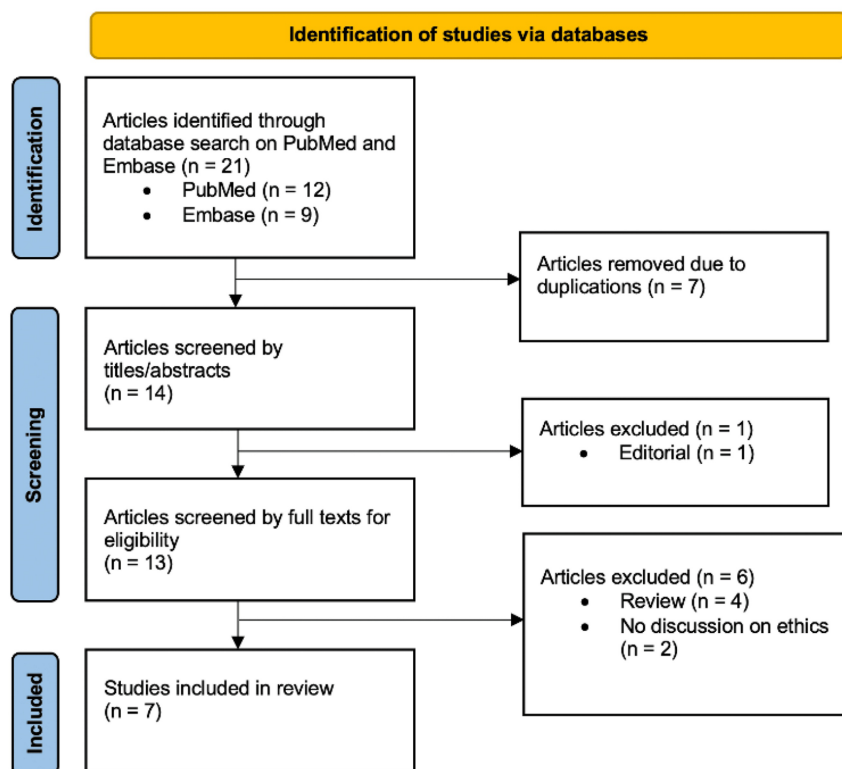 Identification of studies via databases
Identification
Articles identified through
database search on PubMed and
Embase (n = 21)
• PubMed (n = 12)
• Embase (n = 9)
Articles removed due to
duplications (n = 7)
Screening
Articles screened by
titles/abstracts
(n = 14)
Articles excluded (n = 1)
• Editorial (n = 1)
Articles screened by full texts for
eligibility
(n = 13)
Articles excluded (n = 6)
• Review (n = 4)
• No discussion on ethics
(n = 2)
Included
Studies included in review
(n = 7)